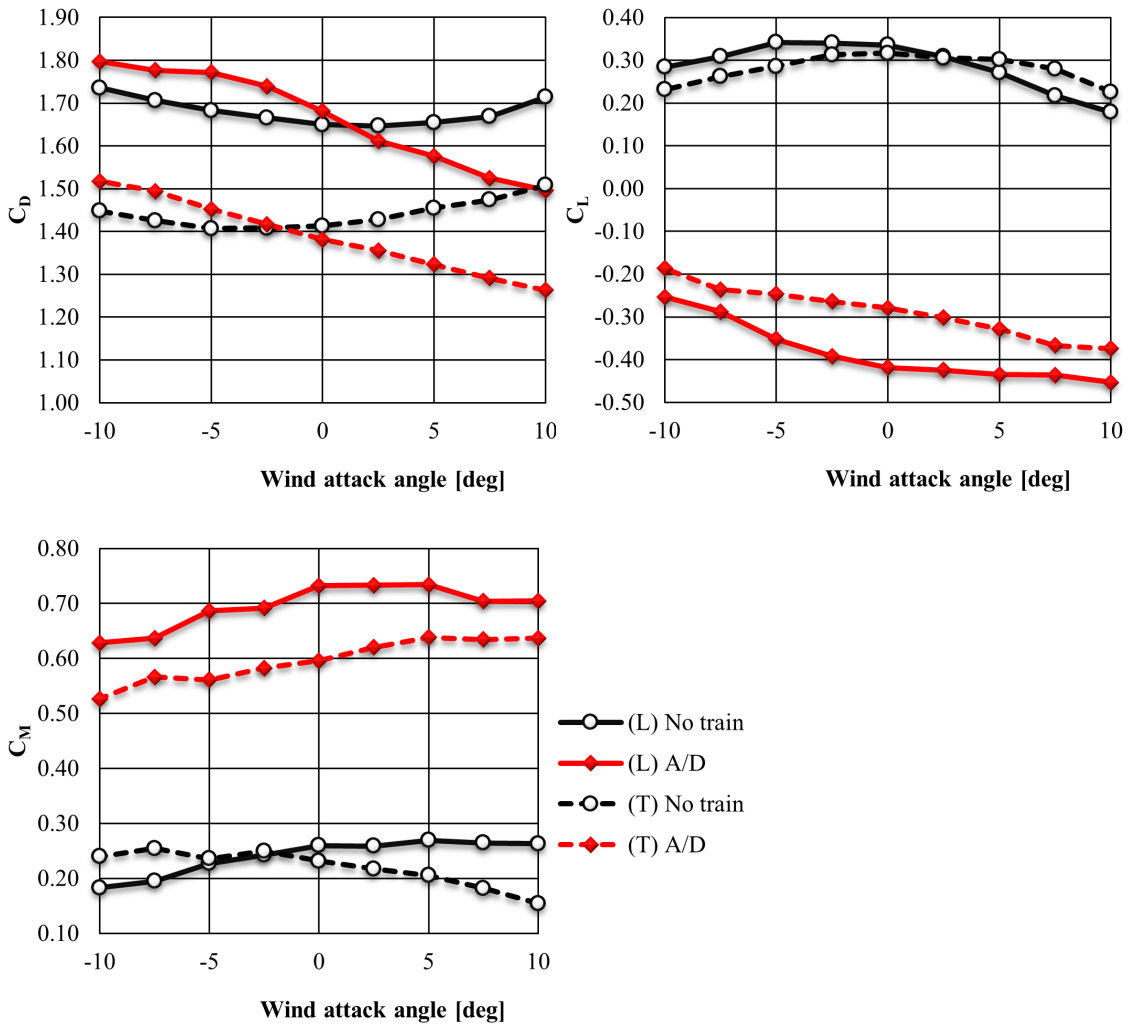 1.90
1.80
1.70
1.60
1.50
1.40
1.30
1.20
1.10
1.00
C_D
-10 -5 0 5 10
Wind attack angle [deg]
0.40
0.30
0.20
0.10
0.00
-0.10
-0.20
-0.30
-0.40
-0.50
C_L
-10 -5 0 5 10
Wind attack angle [deg]
0.80
0.70
0.60
0.50
0.40
0.30
0.20
0.10
C_M
-10 -5 0 5 10
Wind attack angle [deg]
(L) No train
(L) A/D
(T) No train
(T) A/D